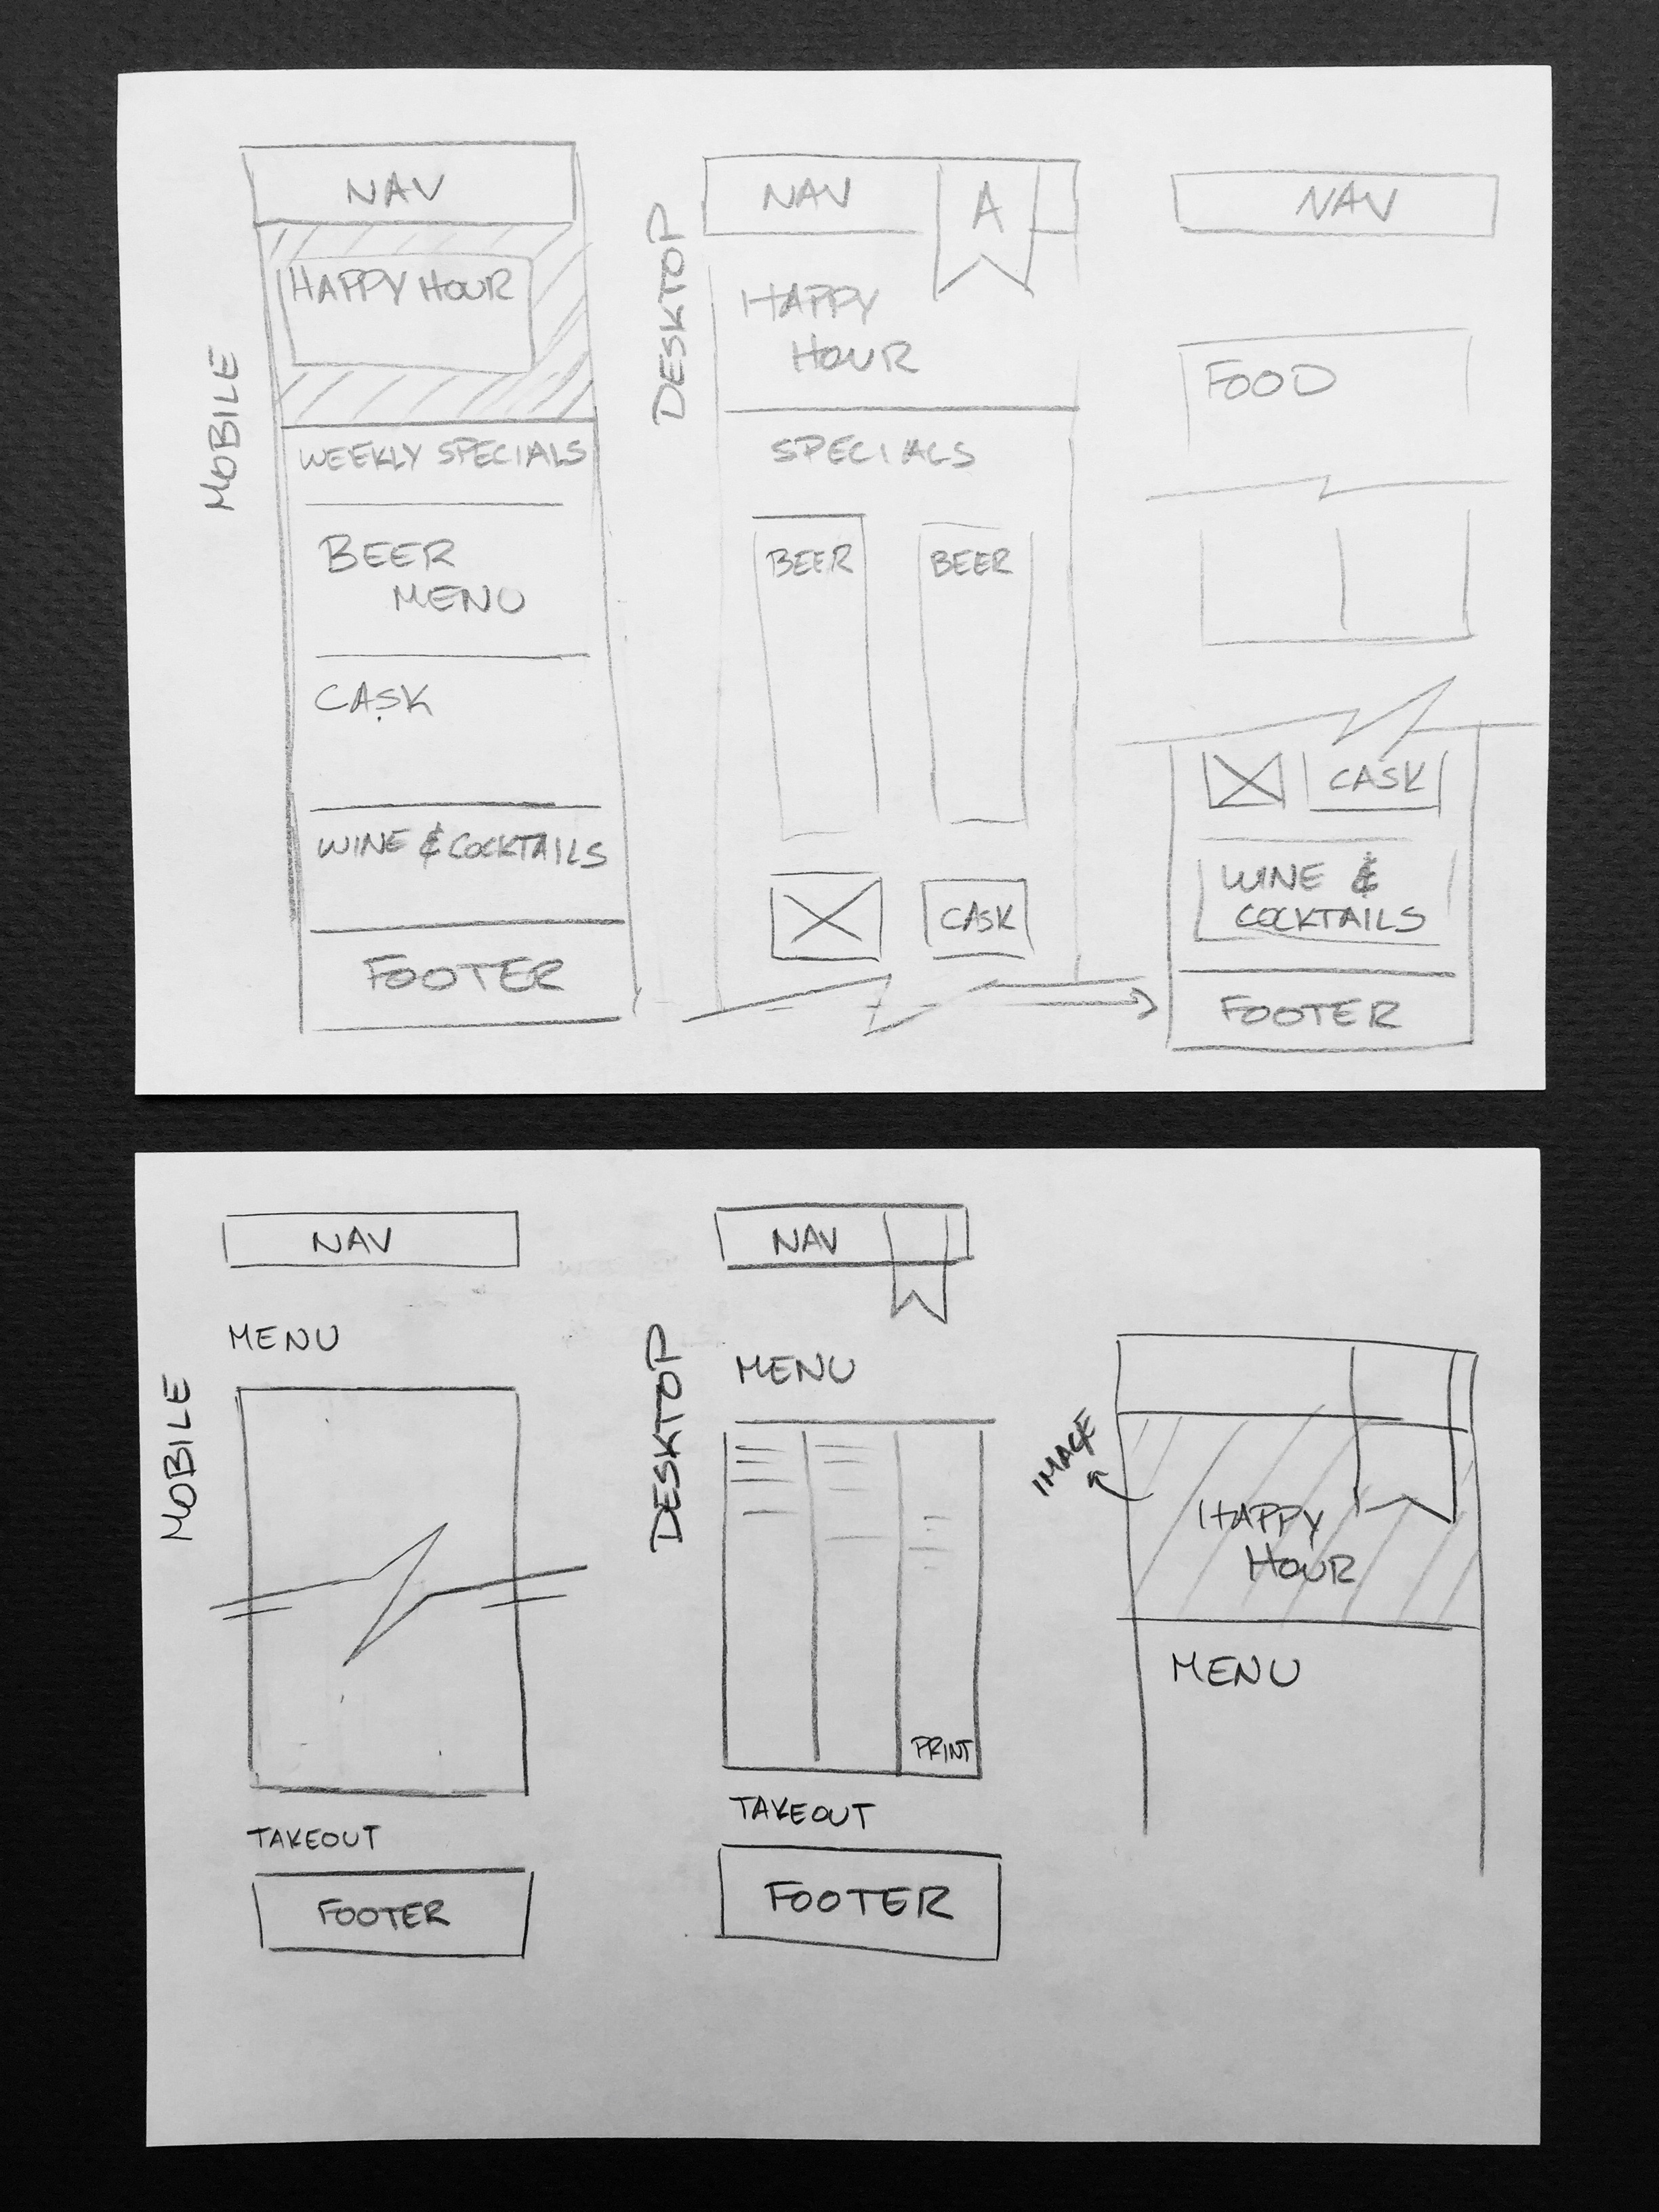 MOBILE
NAV
HAPPY HOUR
WEEKLY SPECIALS
BEER
MENU
CASK
WINE & COCKTAILS
FOOTER
DESKTOP
NAV
A
HAPPY
HOUR
SPECIALS
BEER
BEER
CASK
NAV
FOOD
CASK
WINE &
COCKTAILS
FOOTER
MOBILE
NAV
MENU
TAKEOUT
FOOTER
DESKTOP
NAV
MENU
PRINT
TAKEOUT
FOOTER
IMAGE
HAPPY
HOUR
MENU